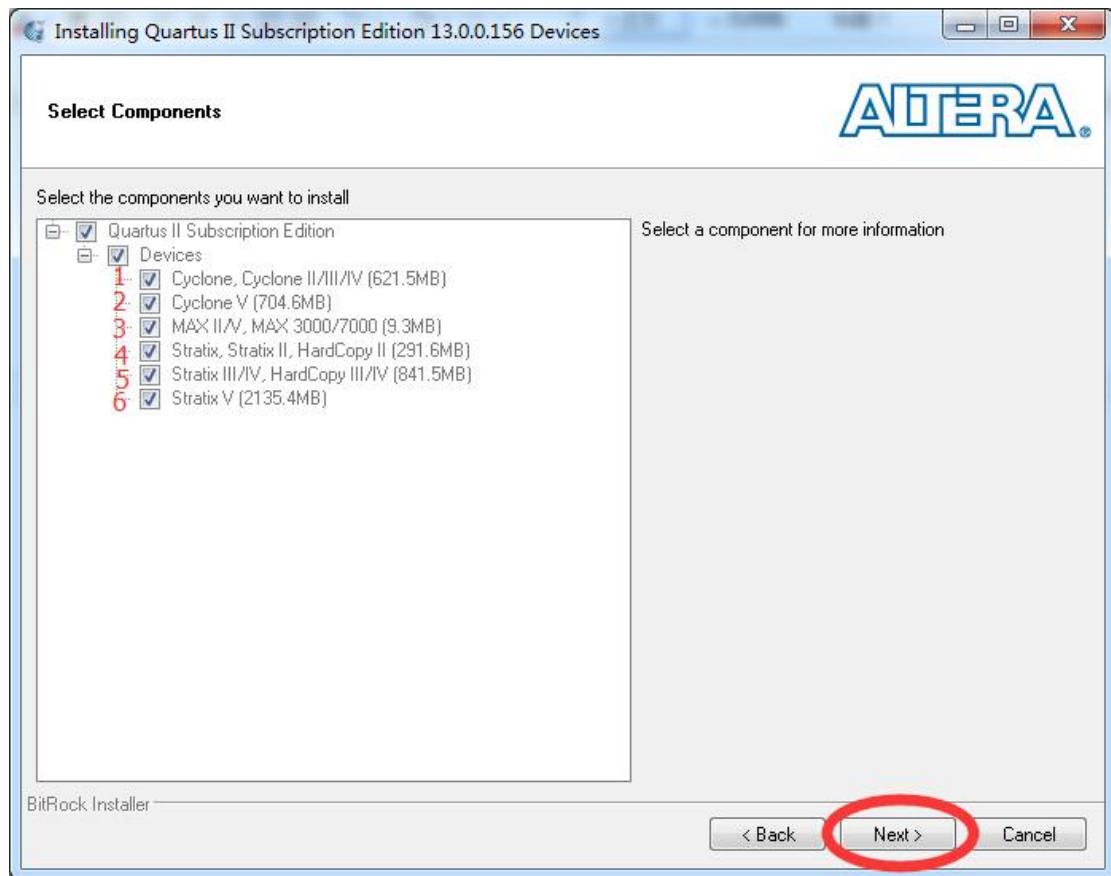 Installing Quartus II Subscription Edition 13.0.0.156 Devices
Select Components
ALTERA®
Select the components you want to install
Quartus II Subscription Edition
Devices
1 Cyclone, Cyclone II/III/IV (621.5MB)
2 Cyclone V (704.6MB)
3 MAX II/V, MAX 3000/7000 (9.3MB)
4 Stratix, Stratix II, HardCopy II (291.6MB)
5 Stratix III/IV, HardCopy III/IV (841.5MB)
6 Stratix V (2135.4MB)
Select a component for more information
BitRock Installer
< Back Next > Cancel